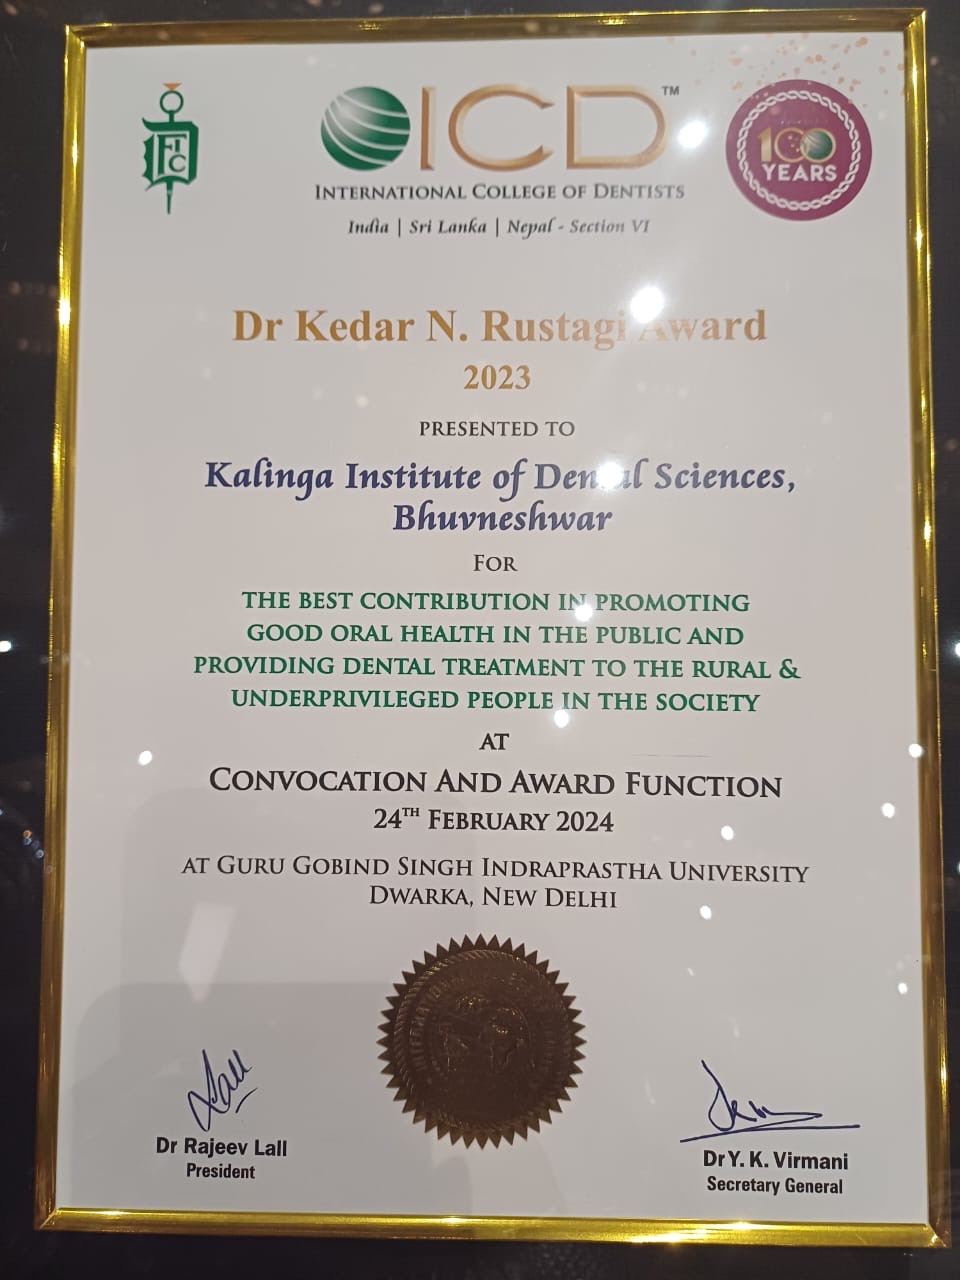 ICD™
INTERNATIONAL COLLEGE OF DENTISTS
India | Sri Lanka | Nepal - Section VI
100
YEARS
Dr Kedar N. Rustagi Award
2023
PRESENTED TO
Kalinga Institute of Dental Sciences,
Bhuvneshwar
FOR
THE BEST CONTRIBUTION IN PROMOTING
GOOD ORAL HEALTH IN THE PUBLIC AND
PROVIDING DENTAL TREATMENT TO THE RURAL &
UNDERPRIVILEGED PEOPLE IN THE SOCIETY
AT
CONVOCATION AND AWARD FUNCTION
24TH FEBRUARY 2024
AT GURU GOBIND SINGH INDRAPRASTHA UNIVERSITY
DWARKA, NEW DELHI
Dr Rajeev Lall
President
Dr Y. K. Virmani
Secretary General